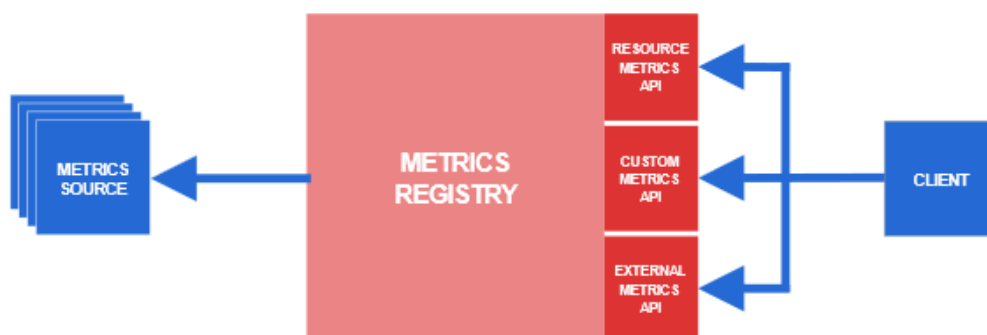 METRICS
SOURCE
METRICS
REGISTRY
RESOURCE
METRICS
API
CUSTOM
METRICS
API
EXTERNAL
METRICS
API
CLIENT